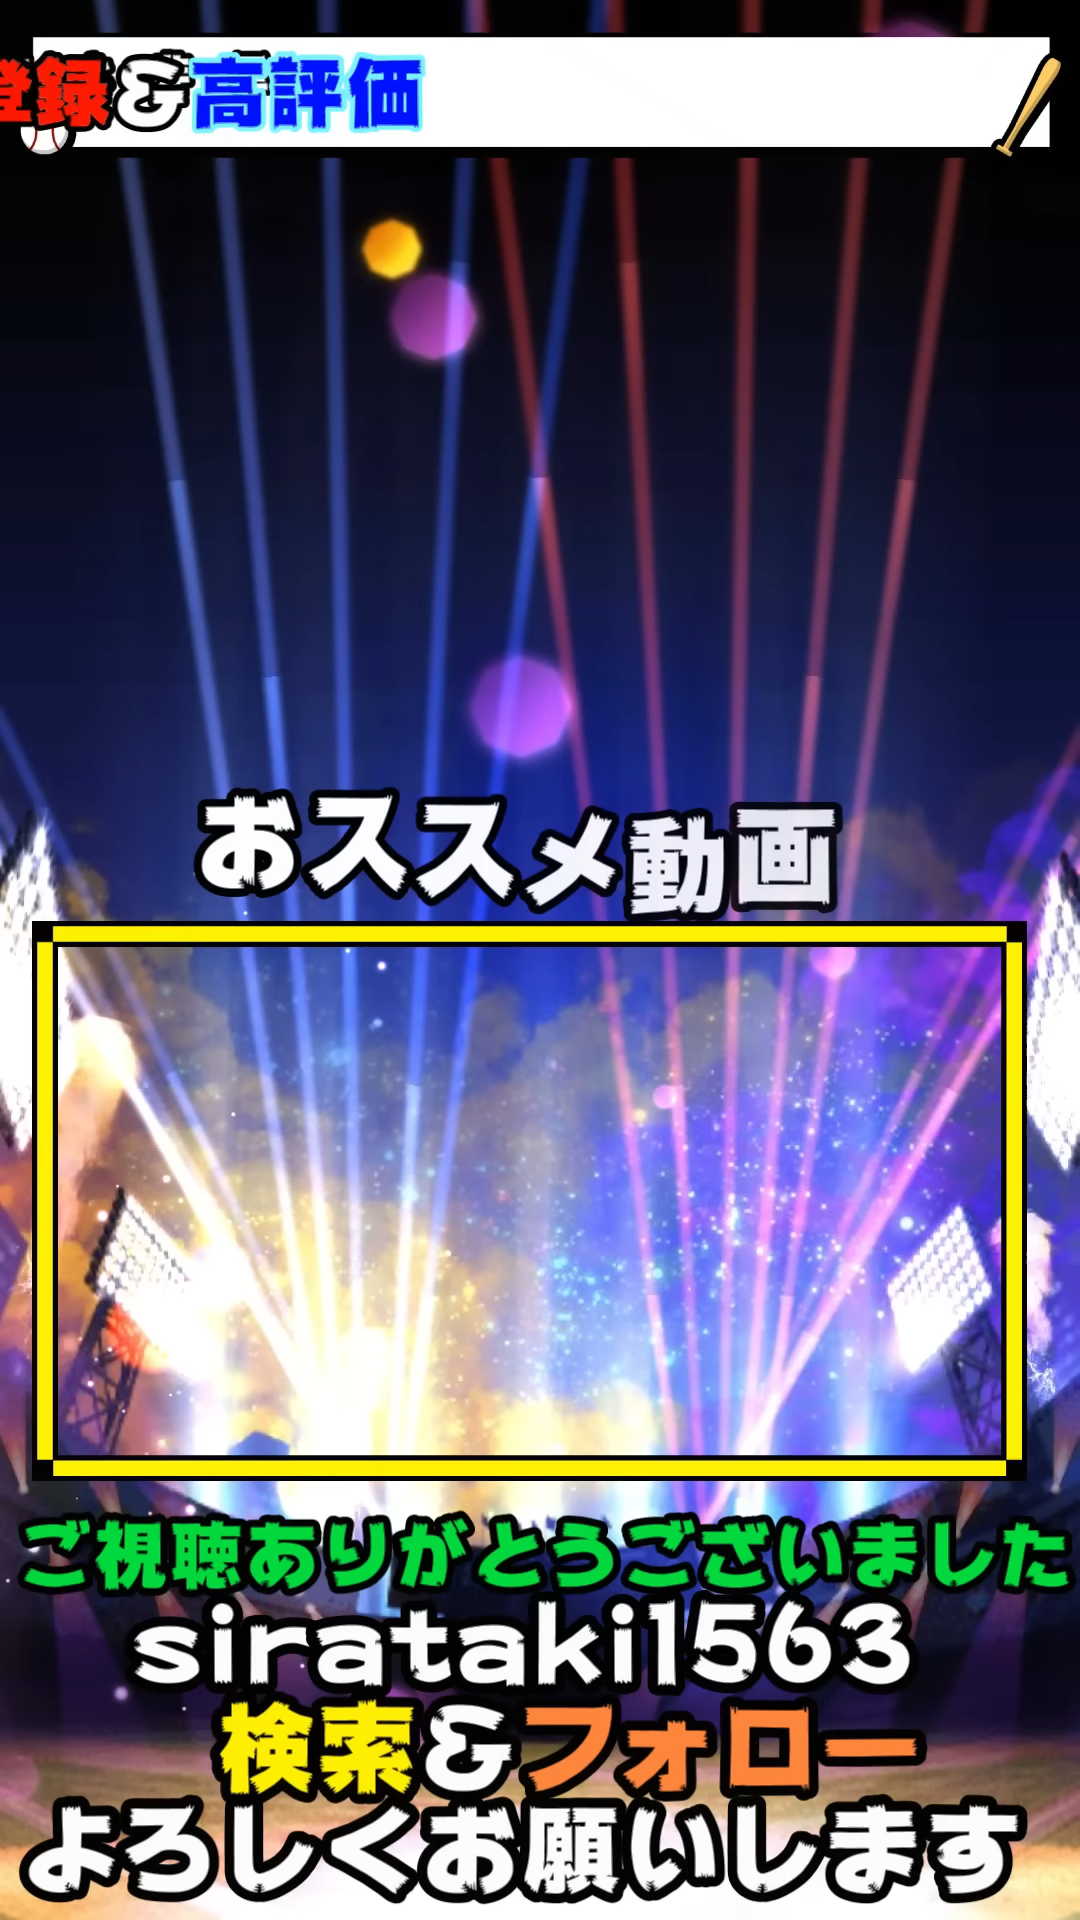 登録&高評価
おススメ動画
ご視聴ありがとうございました
sirataki1563
検索&フォロー
よろしくお願いします